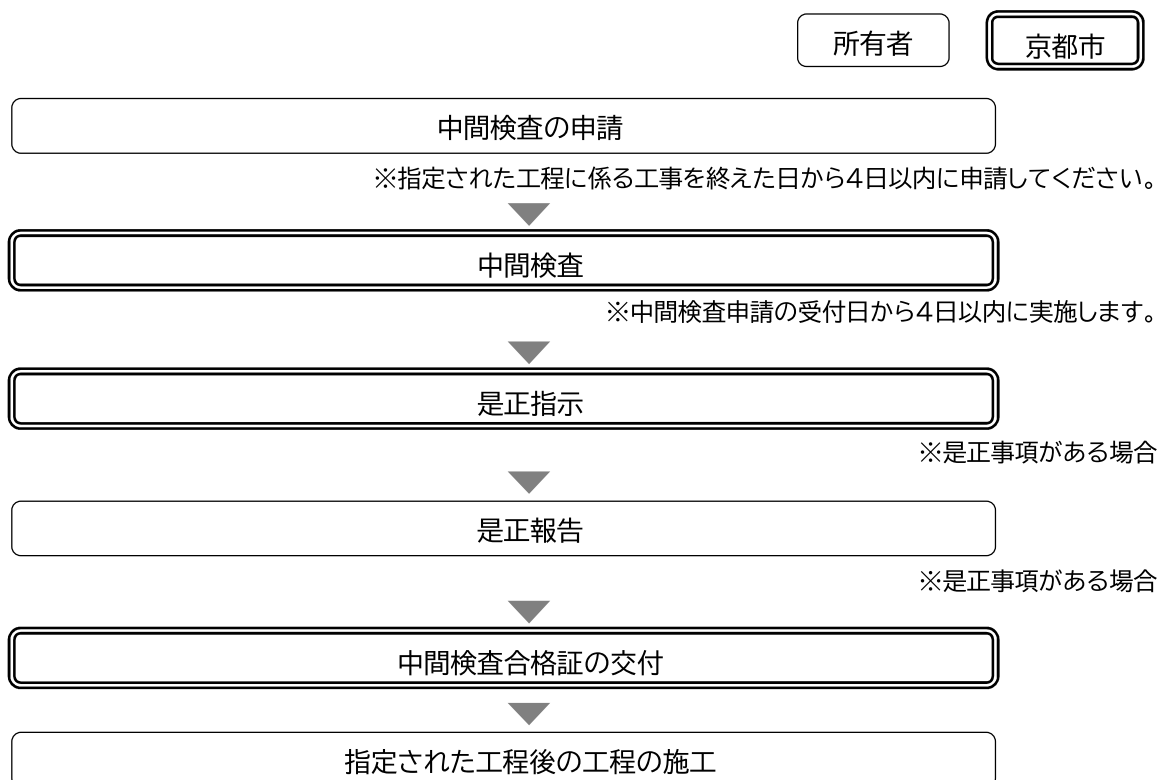 所有者
京都市
中間検査の申請
※指定された工程に係る工事を終えた日から4日以内に申請してください。
中間検査
※中間検査申請の受付日から4日以内に実施します。
是正指示
※是正事項がある場合
是正報告
※是正事項がある場合
中間検査合格証の交付
指定された工程後の工程の施工